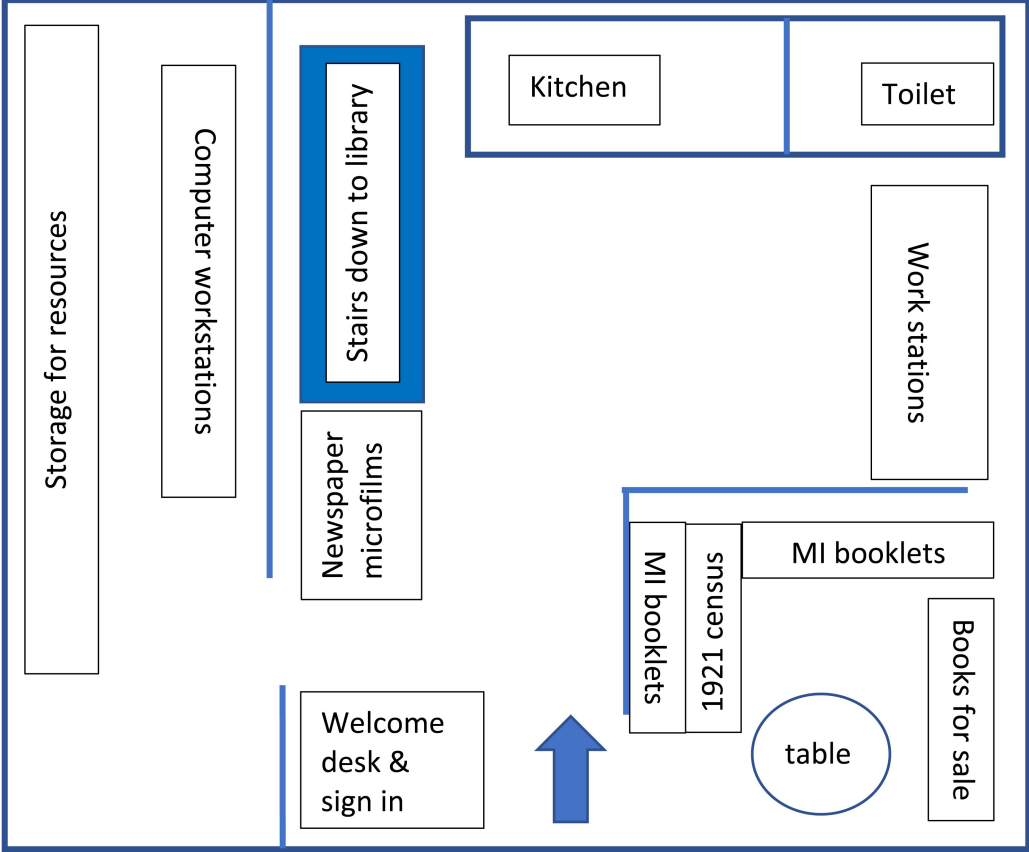 Storage for resources
Computer workstations
Stairs down to library
Newspaper
microfilms
Kitchen
Toilet
Work stations
MI booklets
1921 census
MI booklets
Books for sale
table
Welcome
desk &
sign in